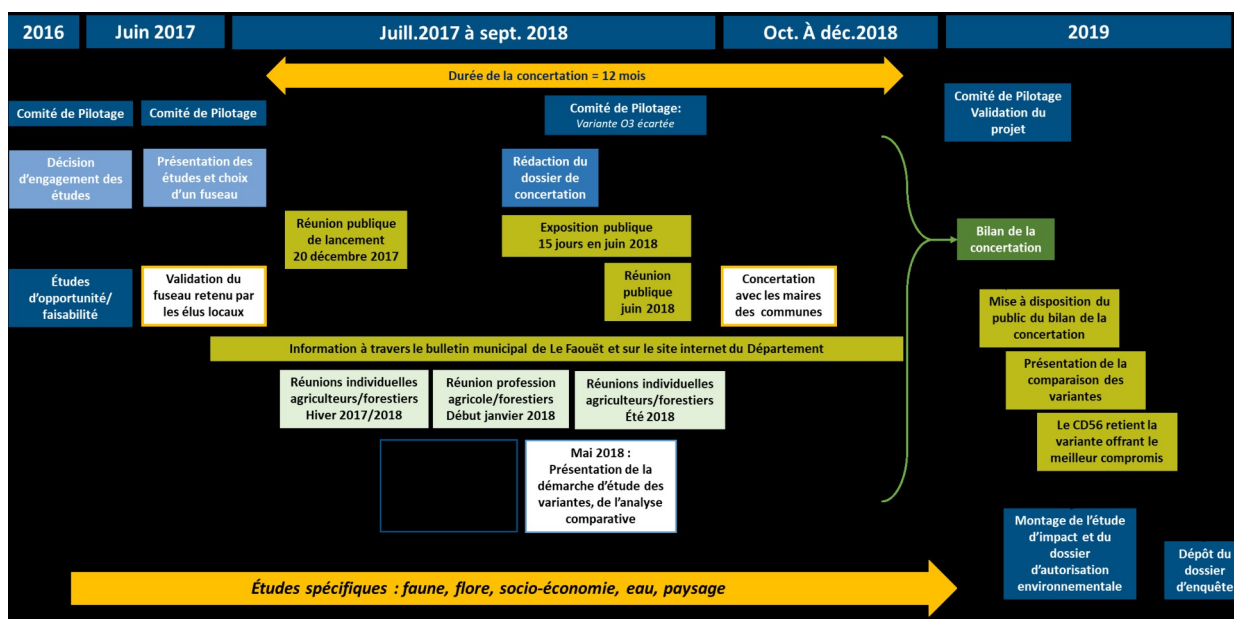 2016
Juin 2017
Juill.2017 à sept. 2018
Oct. À déc.2018
2019
Durée de la concertation = 12 mois
Comité de Pilotage
Comité de Pilotage
Comité de Pilotage:
Variante O3 écartée
Comité de Pilotage
Validation du
projet
Décision
d'engagement des
études
Présentation des
études et choix
d'un fuseau
Rédaction du
dossier de
concertation
Réunion publique
de lancement
20 décembre 2017
Exposition publique
15 jours en juin 2018
Bilan de la
concertation
Études
d'opportunité/
faisabilité
Validation du
fuseau retenu par
les élus locaux
Réunion
publique
juin 2018
Concertation
avec les maires
des communes
Mise à disposition du
public du bilan de la
concertation
Information à travers le bulletin municipal de Le Faouët et sur le site internet du Département
Présentation de la
comparaison des
variantes
Réunions individuelles
agriculteurs/forestiers
Hiver 2017/2018
Réunion profession
agricole/forestiers
Début janvier 2018
Réunions individuelles
agriculteurs/forestiers
Été 2018
Le CD56 retient la
variante offrant le
meilleur compromis
Mai 2018 :
Présentation de la
démarche d'étude des
variantes, de l'analyse
comparative
Montage de l'étude
d'impact et du
dossier
d'autorisation
environnementale
Dépôt du
dossier
d'enquête
Études spécifiques : faune, flore, socio-économie, eau, paysage